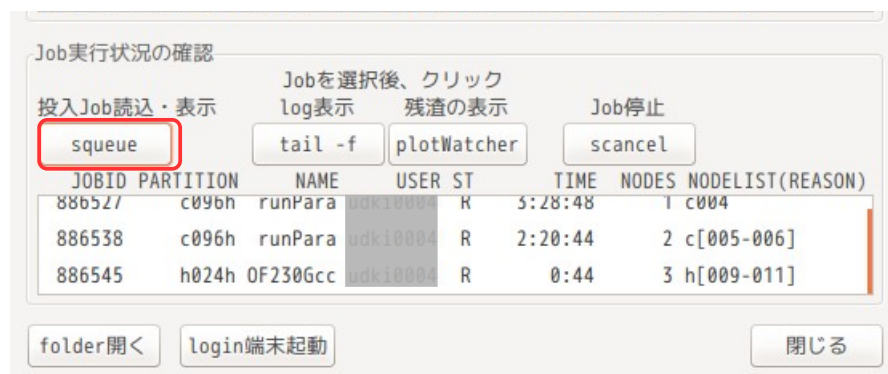 Job実行状況の確認
Jobを選択後、クリック
投入Job読込・表示 log表示 残渣の表示 Job停止
squeue tail -f plotWatcher scancel
JOBID PARTITION NAME USER ST TIME NODES NODELIST(REASON)
886527 c096h runPara udki0004 R 3:28:48 1 c004
886538 c096h runPara udki0004 R 2:20:44 2 c[005-006]
886545 h024h OF230Gcc udki0004 R 0:44 3 h[009-011]
folder開く login端末起動 閉じる